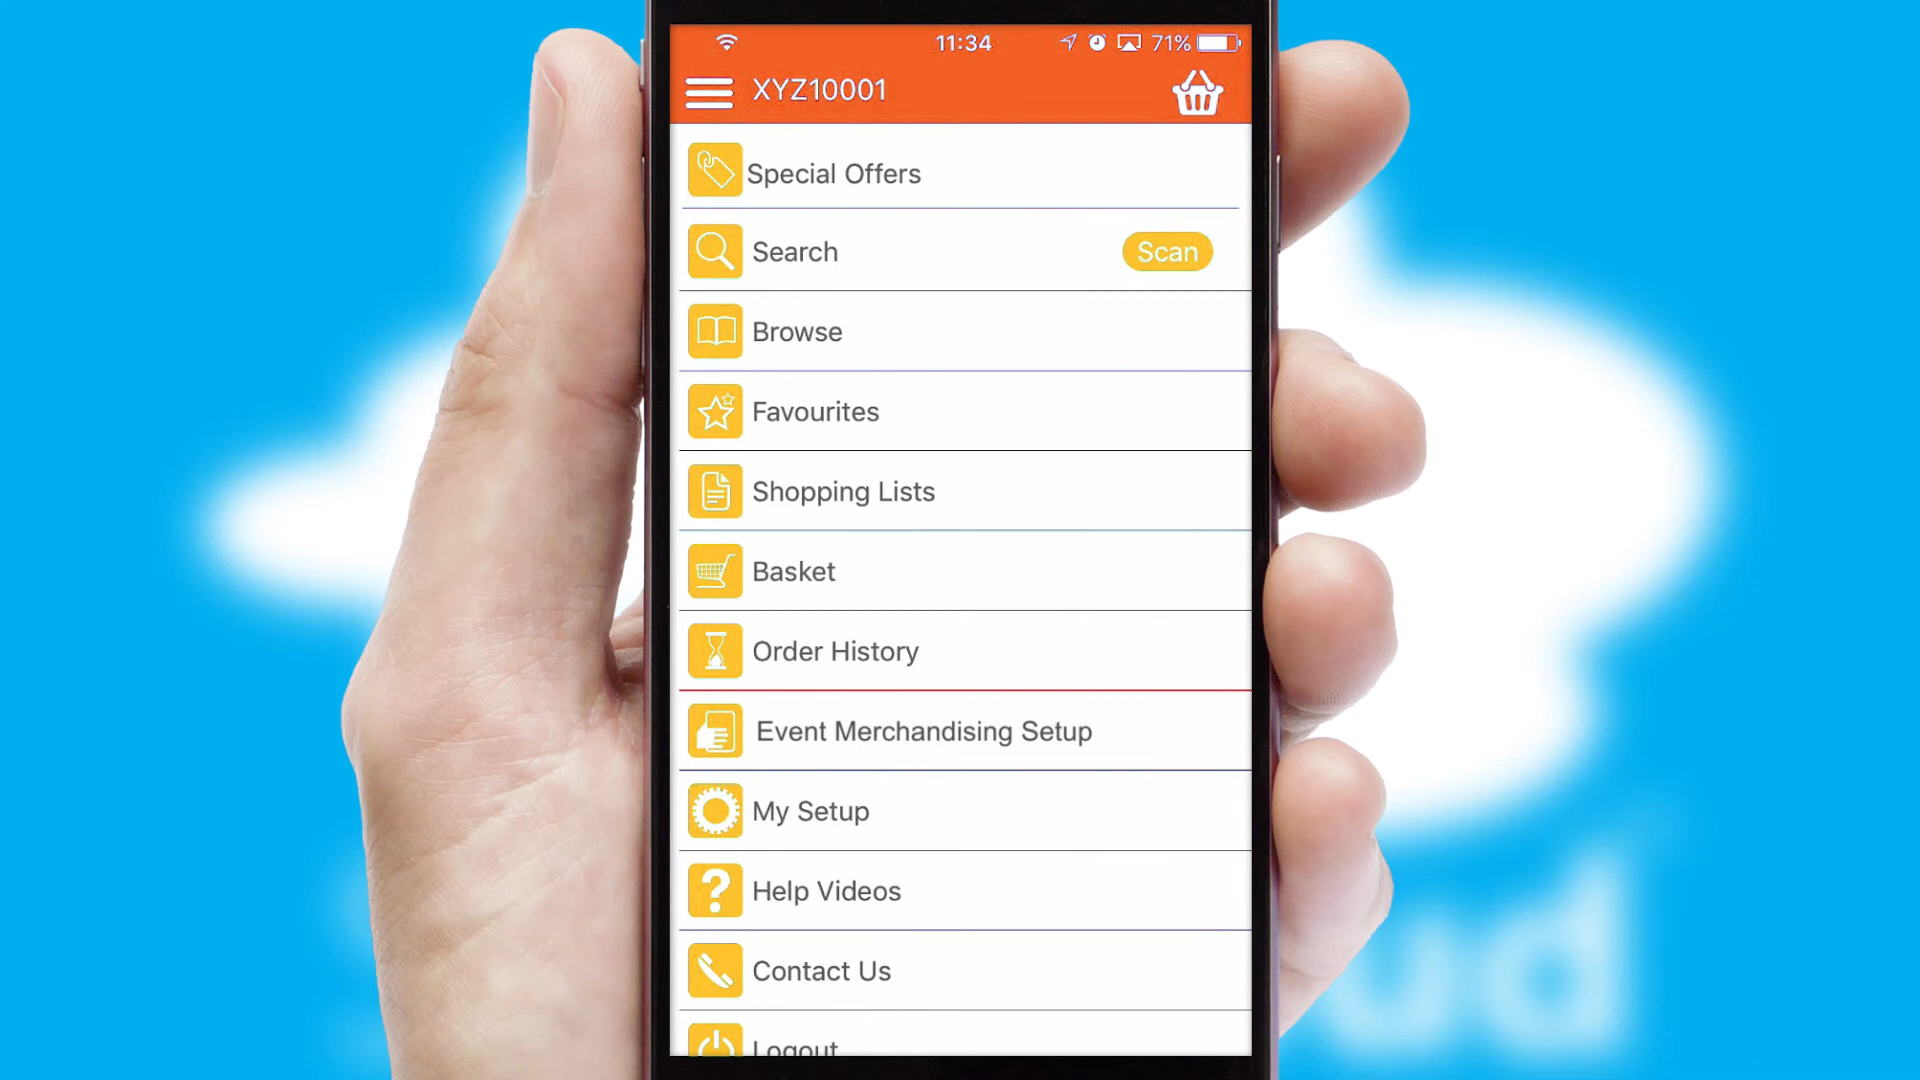 11:34
71%
XYZ10001
Special Offers
Search
Scan
Browse
Favourites
Shopping Lists
Basket
Order History
Event Merchandising Setup
My Setup
Help Videos
Contact Us
Logout